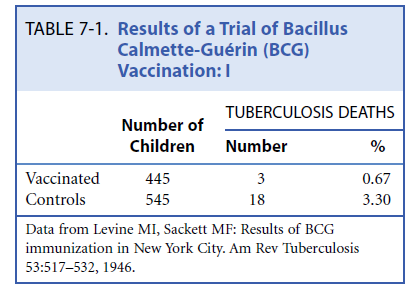 TABLE 7-1. Results of a Trial of Bacillus
Calmette-Guérin (BCG)
Vaccination: I
TUBERCULOSIS DEATHS
Number of
Children Number %
Vaccinated 445 3 0.67
Controls 545 18 3.30
Data from Levine MI, Sackett MF: Results of BCG
immunization in New York City. Am Rev Tuberculosis
53:517–532, 1946.